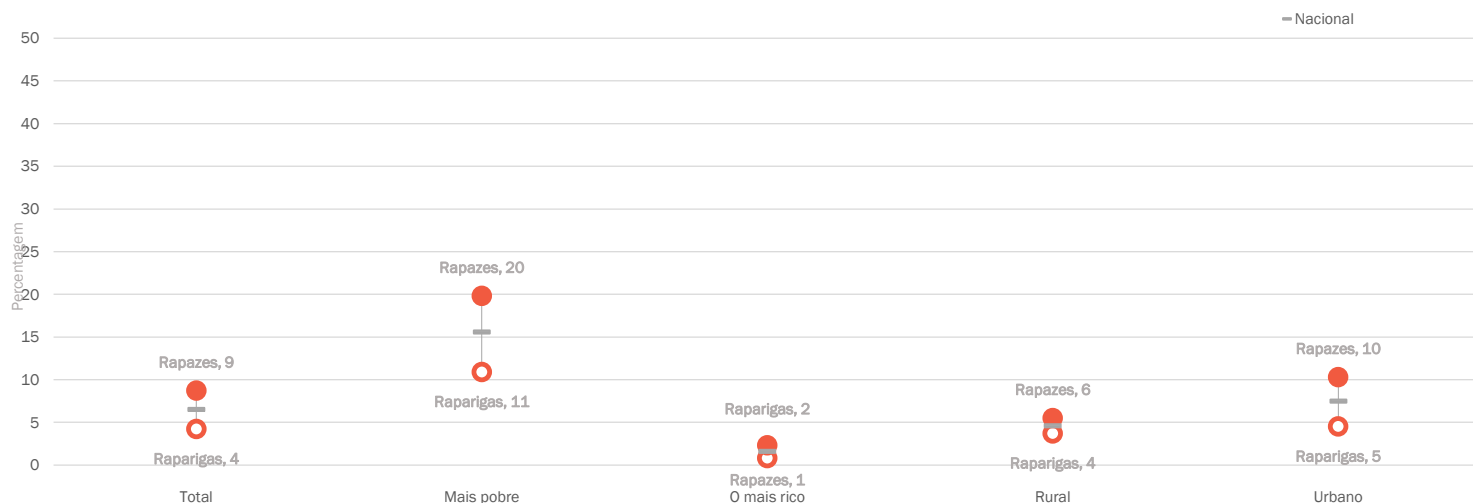 Nacional
50
45
40
35
30
25
20
15
10
5
0
Percentagem
Rapazes, 9
Raparigas, 4
Rapazes, 20
Raparigas, 11
Raparigas, 2
Rapazes, 1
Rapazes, 6
Raparigas, 4
Rapazes, 10
Raparigas, 5
Total
Mais pobre
O mais rico
Rural
Urbano